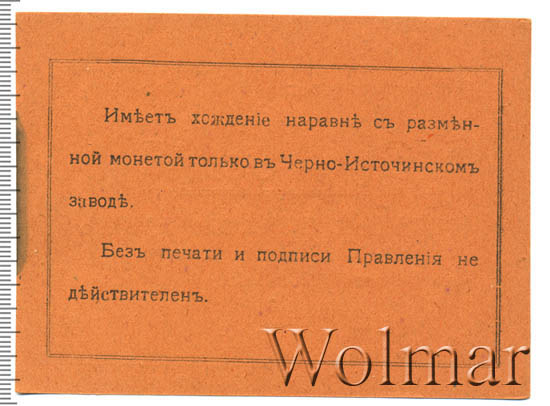 Имѣетъ хожденіе наравнѣ съ размѣн-
ной монетой только въ Черно-Источинскомъ
заводѣ.
Безъ печати и подписи Правленія не
дѣйствителенъ.
Wolmar